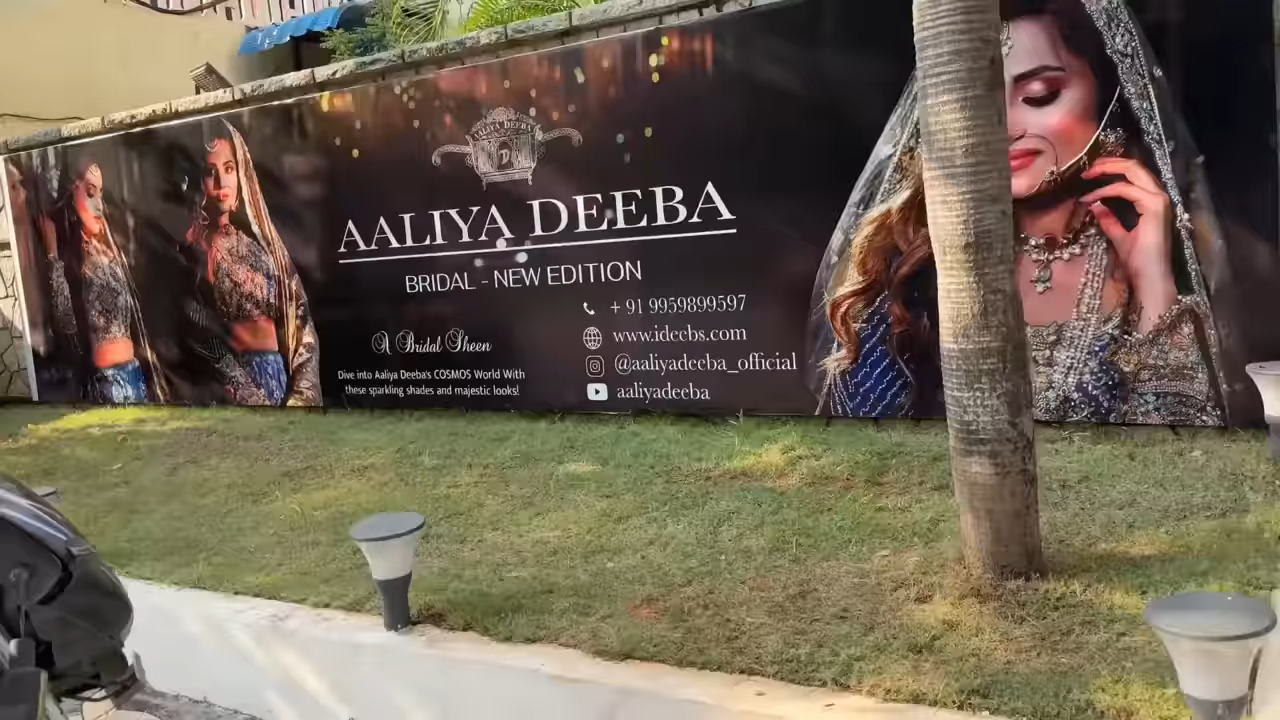 AALIYA DEEBA
D
AALIYA DEEBA
BRIDAL - NEW EDITION
+ 91 9959899597
www.ideebs.com
@aaliyadeeba_official
aaliyadeeba
A Bridal Sheen
Dive into Aaliya Deeba's COSMOS World With
these sparkling shades and majestic looks!